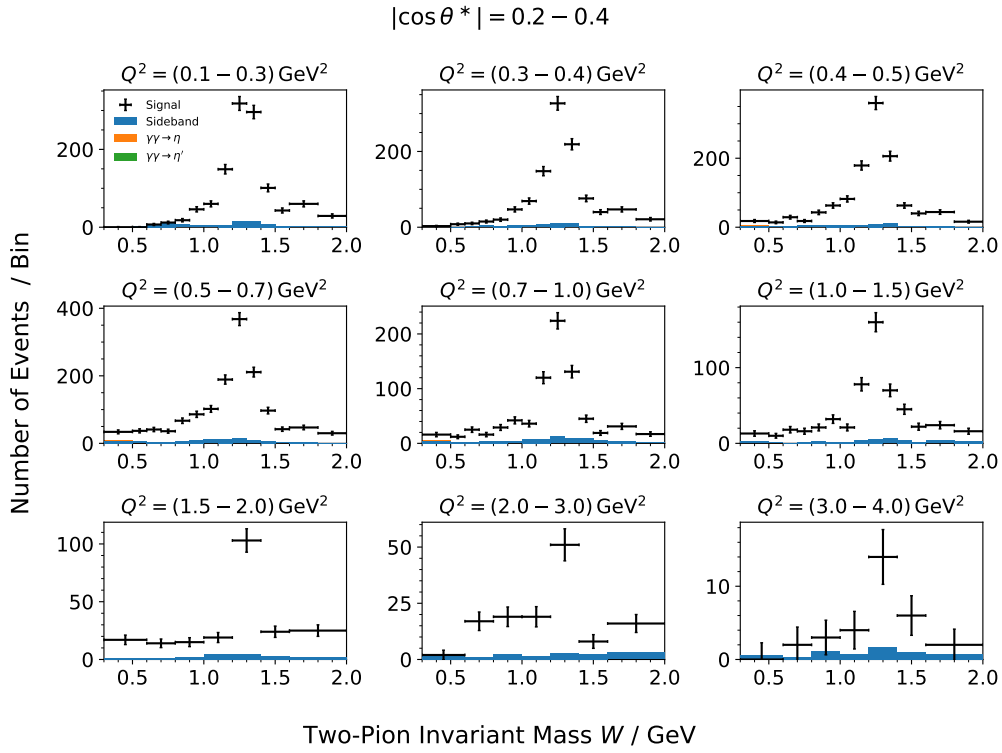 |cos θ *| = 0.2 − 0.4
Number of Events / Bin
Q² = (0.1 − 0.3) GeV²
Signal
Sideband
γγ → η
γγ → η′
0
200
0.5 1.0 1.5 2.0
Q² = (0.3 − 0.4) GeV²
0
200
0.5 1.0 1.5 2.0
Q² = (0.4 − 0.5) GeV²
0
200
0.5 1.0 1.5 2.0
Q² = (0.5 − 0.7) GeV²
0
200
400
0.5 1.0 1.5 2.0
Q² = (0.7 − 1.0) GeV²
0
100
200
0.5 1.0 1.5 2.0
Q² = (1.0 − 1.5) GeV²
0
100
0.5 1.0 1.5 2.0
Q² = (1.5 − 2.0) GeV²
0
50
100
0.5 1.0 1.5 2.0
Q² = (2.0 − 3.0) GeV²
0
25
50
0.5 1.0 1.5 2.0
Q² = (3.0 − 4.0) GeV²
0
10
0.5 1.0 1.5 2.0
Two-Pion Invariant Mass W / GeV